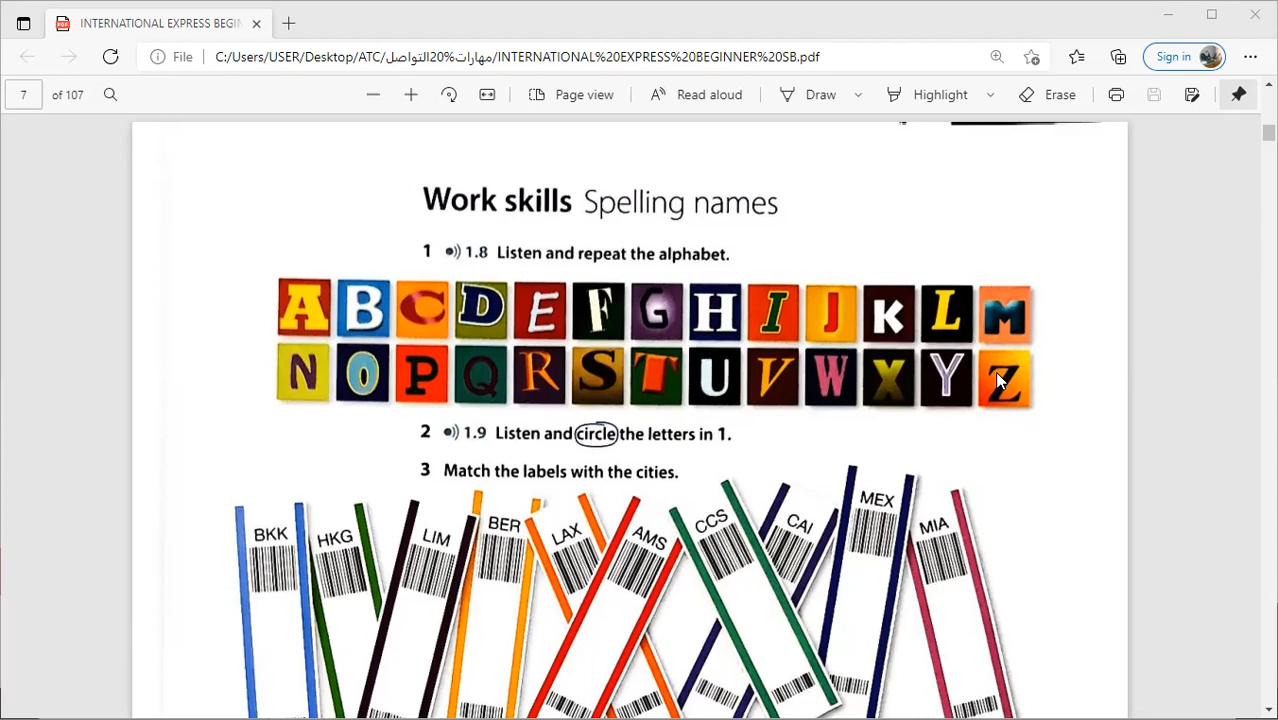 INTERNATIONAL EXPRESS BEGIN
File C:/Users/USER/Desktop/ATC/مهارات%20التواصل/INTERNATIONAL%20EXPRESS%20BEGINNER%20SB.pdf Sign in
7 of 107 Page view Read aloud Draw Highlight Erase
Work skills Spelling names
1 1.8 Listen and repeat the alphabet.
A B C D E F G H I J K L M
N O P Q R S T U V W X Y Z
2 1.9 Listen and circle the letters in 1.
3 Match the labels with the cities.
BKK HKG LIM BER LAX AMS CCS CAI MEX MIA